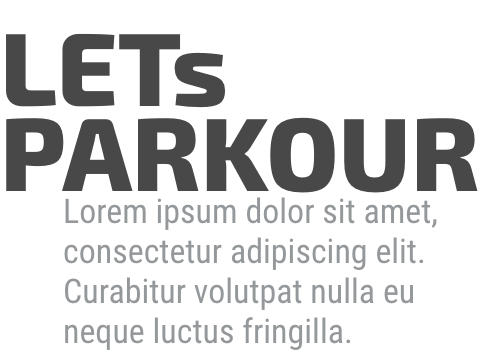 LETs
PARKOUR
Lorem ipsum dolor sit amet,
consectetur adipiscing elit.
Curabitur volutpat nulla eu
neque luctus fringilla.